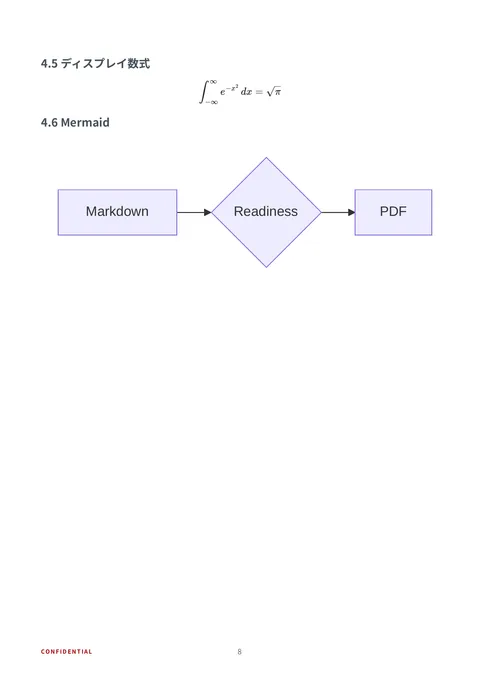 4.5 ディスプレイ数式
∫_{-∞}^{∞} e^{-x^2} dx = √π
4.6 Mermaid
Markdown
Readiness
PDF
CONFIDENTIAL
8